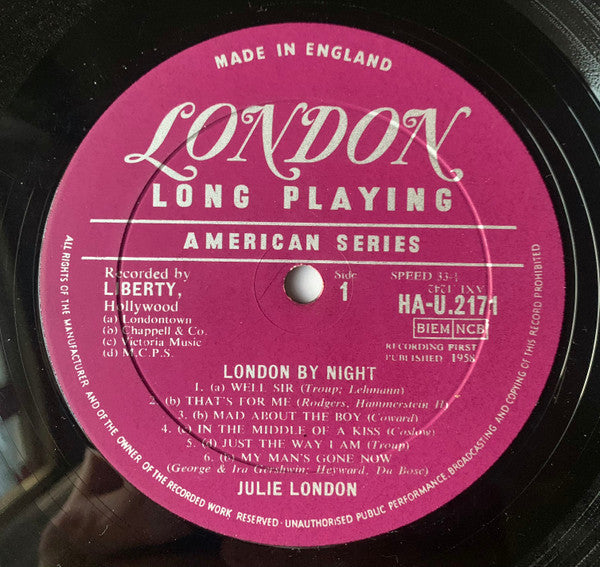 MADE IN ENGLAND
LONDON
LONG PLAYING
AMERICAN SERIES
Recorded by
LIBERTY,
Hollywood
(a) Londontown
(b) Chappell & Co.
(c) Victoria Music
(d) M.C.P.S.
Side
1
SPEED 33⅓
HA-U.2171
BIEM NCB
RECORDING FIRST
PUBLISHED 1958
LONDON BY NIGHT
1. (a) WELL SIR (Troup; Lehmann)
2. (b) THAT'S FOR ME (Rodgers, Hammerstein II)
3. (b) MAD ABOUT THE BOY (Coward)
4. (c) IN THE MIDDLE OF A KISS (Coslow)
5. (d) JUST THE WAY I AM (Troup)
6. (b) MY MAN'S GONE NOW
(George & Ira Gershwin; Heyward, Du Bose)
JULIE LONDON
ALL RIGHTS OF THE MANUFACTURER AND OF THE OWNER OF THE RECORDED WORK RESERVED · UNAUTHORISED PUBLIC PERFORMANCE BROADCASTING AND COPYING OF THIS RECORD PROHIBITED